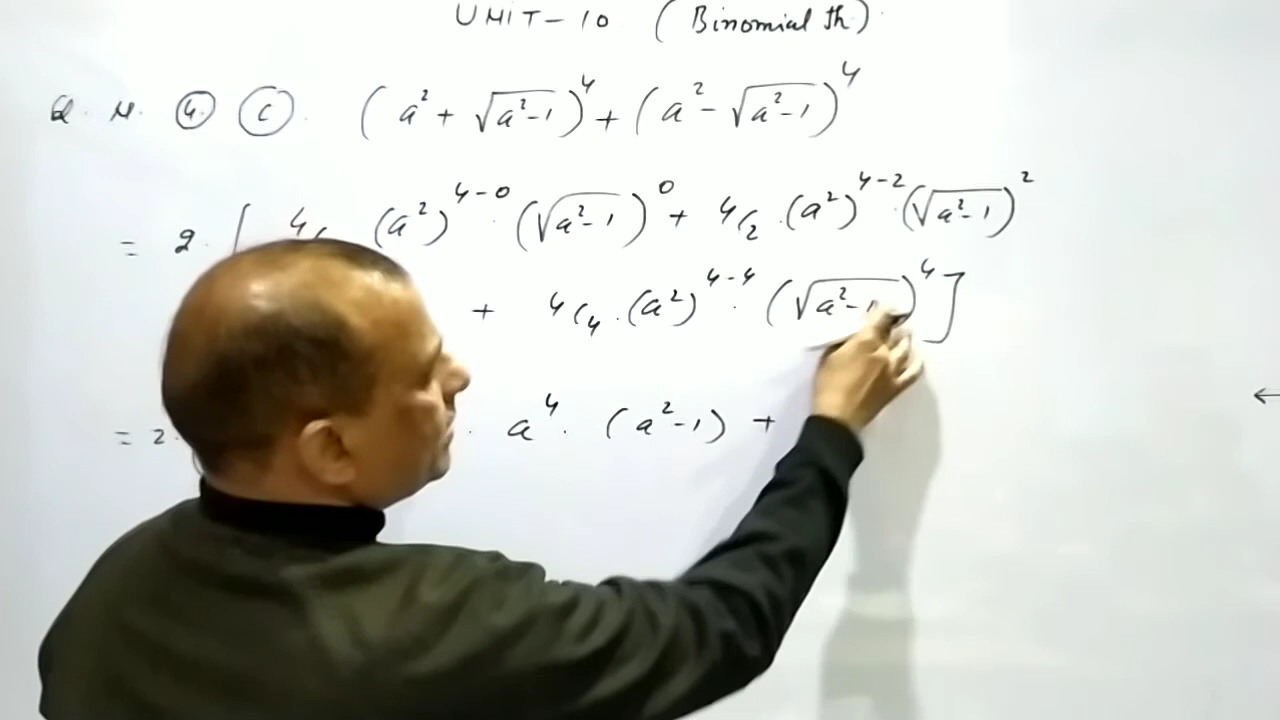 UNIT-10 (Binomial th.)
Q. N. 4. C. (a² + √(a²-1))⁴ + (a² - √(a²-1))⁴
= 2. [ (a²)⁴⁻⁰ . (√(a²-1))⁰ + 4C₂ . (a²)⁴⁻² . (√(a²-1))²
+ 4C₄ . (a²)⁴⁻⁴ . (√(a²-1))⁴ ]
= 2. . a⁴ . (a²-1) +
←